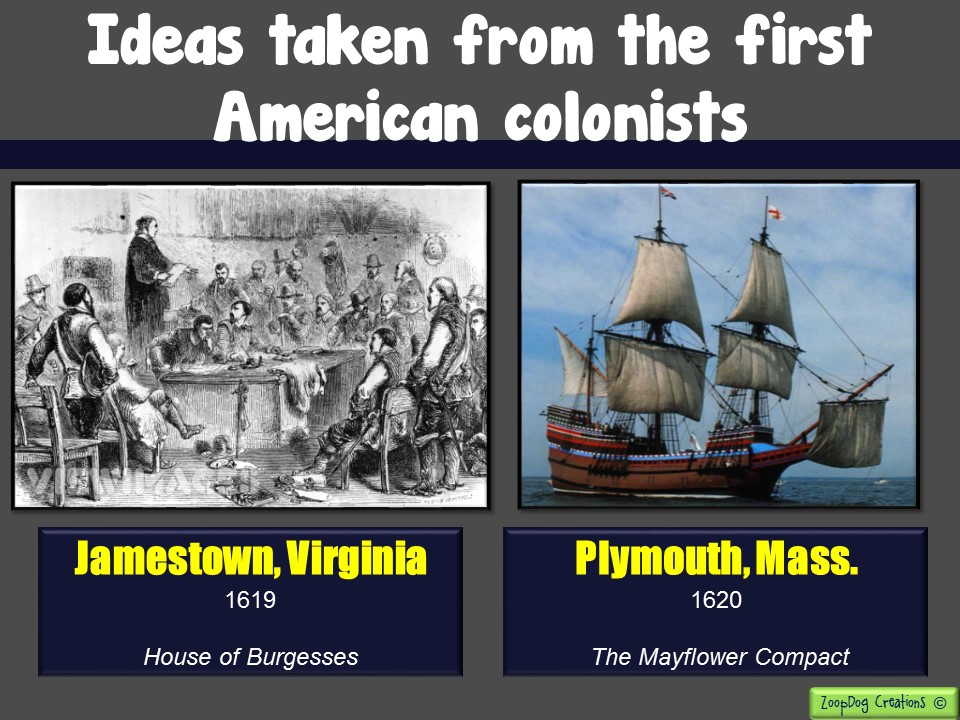 Ideas taken from the first
American colonists
Jamestown, Virginia
1619
House of Burgesses
Plymouth, Mass.
1620
The Mayflower Compact
ZoopDog Creations ©